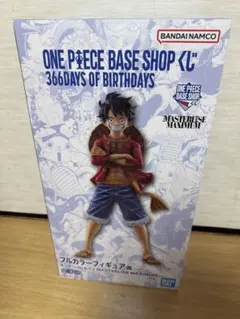 BANDAI NAMCO
ONE PIECE BASE SHOP くじ
366DAYS OF BIRTHDAYS
ONE PIECE
BASE SHOP
MASTERLISE
MAXIMUM
フルカラーフィギュア賞